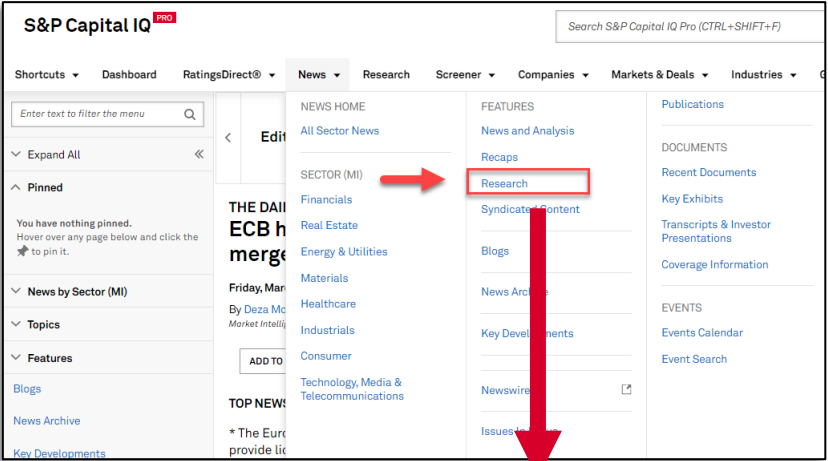 S&P Capital IQ PRO
Search S&P Capital IQ Pro (CTRL+SHIFT+F)
Shortcuts Dashboard RatingsDirect® News Research Screener Companies Markets & Deals Industries
Enter text to filter the menu
Expand All
Pinned
You have nothing pinned.
Hover over any page below and click the
to pin it.
News by Sector (MI)
Topics
Features
Blogs
News Archive
Key Developments
Edit
THE DAI
ECB h
merge
Friday, Mar
By Deza Mc
Market Intelli
ADD TO
TOP NEWS
* The Euro
provide lic
NEWS HOME
All Sector News
SECTOR (MI)
Financials
Real Estate
Energy & Utilities
Materials
Healthcare
Industrials
Consumer
Technology, Media &
Telecommunications
FEATURES
News and Analysis
Recaps
Research
Syndicated Content
Blogs
News Archive
Key Developments
Newswire
Issues In
Publications
DOCUMENTS
Recent Documents
Key Exhibits
Transcripts & Investor
Presentations
Coverage Information
EVENTS
Events Calendar
Event Search